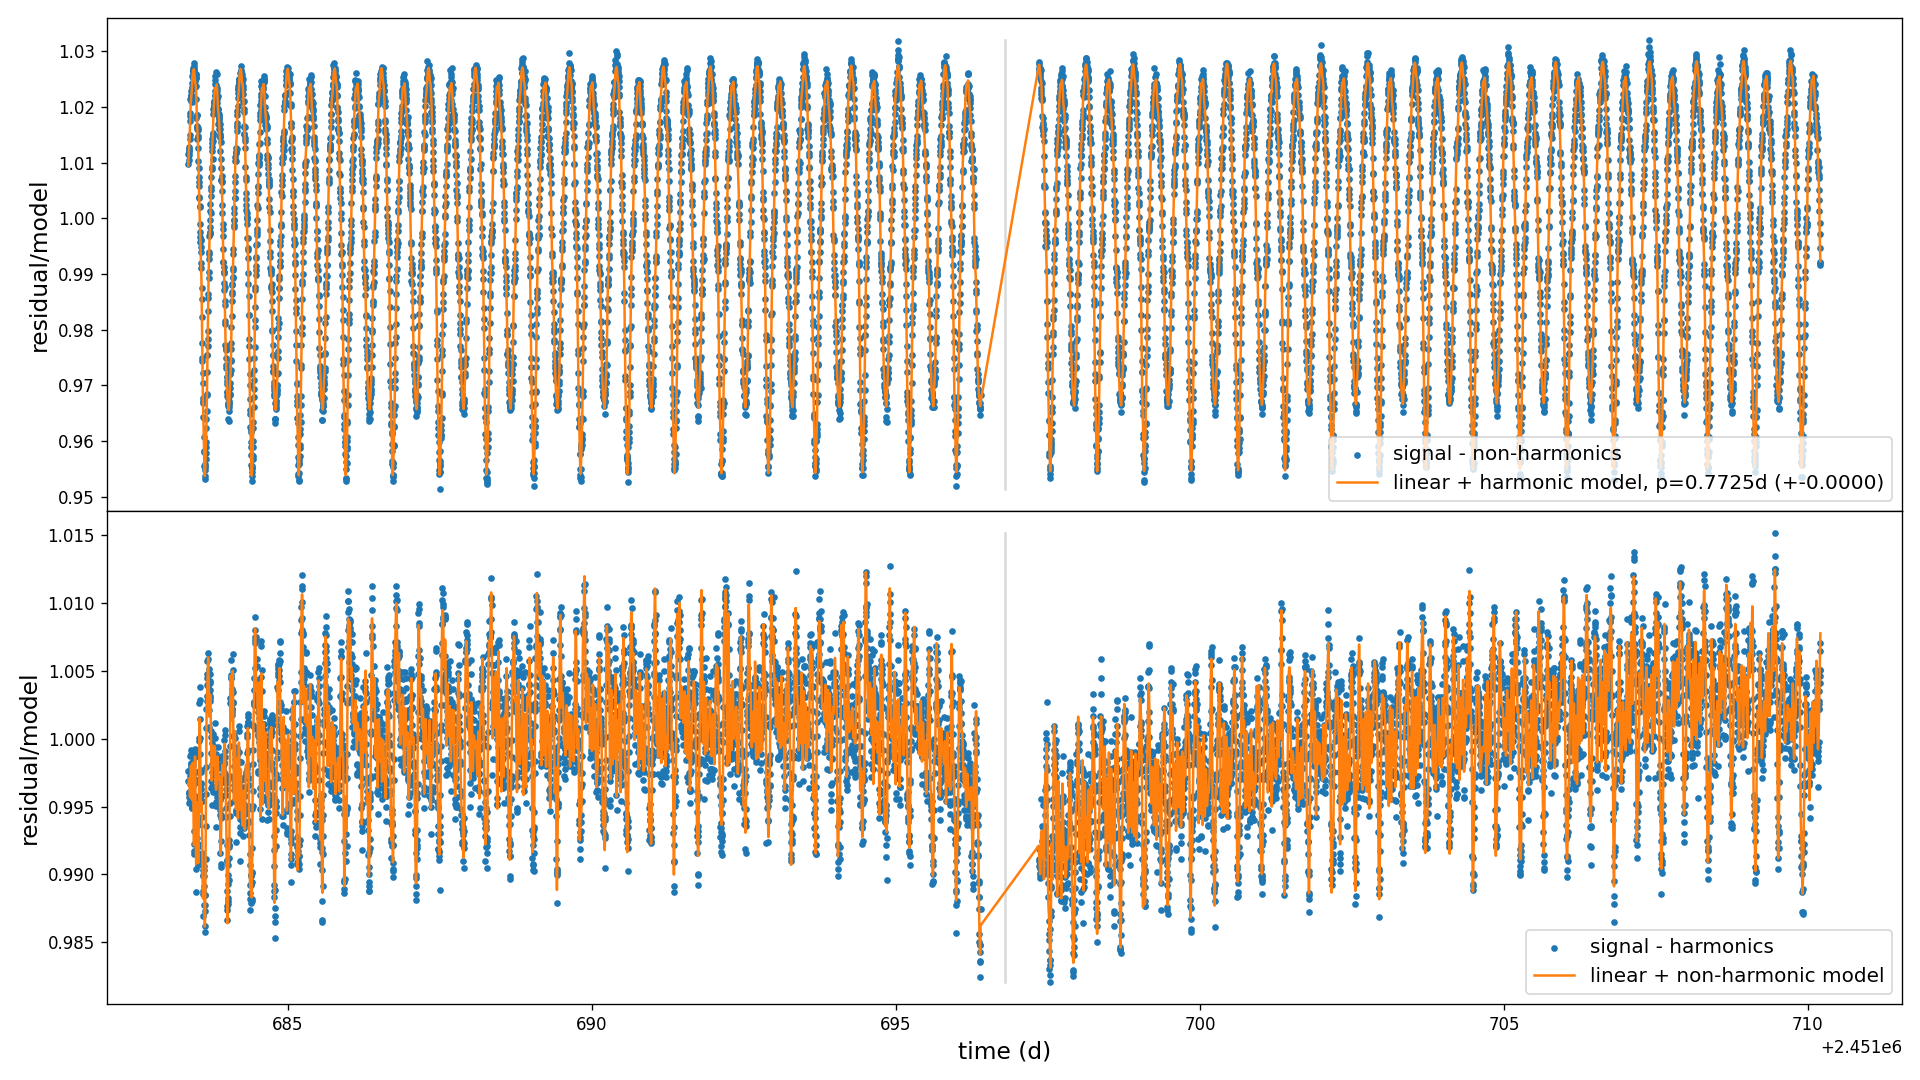 1.03
1.02
1.01
1.00
0.99
0.98
0.97
0.96
0.95
residual/model
signal - non-harmonics
linear + harmonic model, p=0.7725d (+-0.0000)
1.015
1.010
1.005
1.000
0.995
0.990
0.985
residual/model
signal - harmonics
linear + non-harmonic model
685 690 695 700 705 710
time (d)
+2.451e6